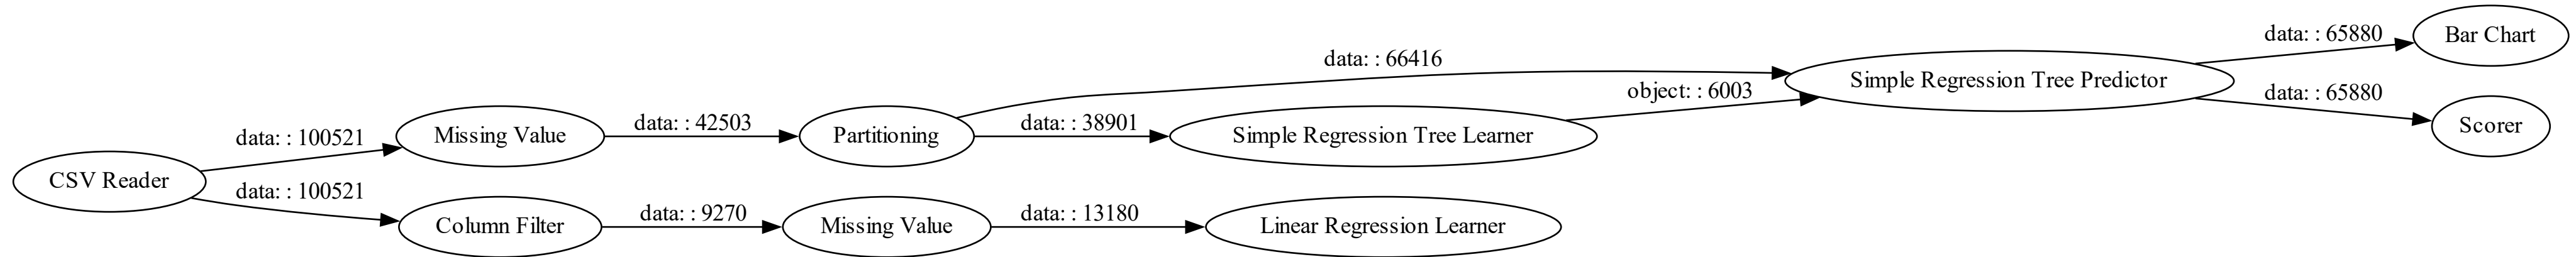 CSV Reader
data: : 100521
data: : 100521
Missing Value
Column Filter
data: : 42503
data: : 9270
Partitioning
Missing Value
data: : 66416
data: : 38901
data: : 13180
Simple Regression Tree Learner
Linear Regression Learner
object: : 6003
Simple Regression Tree Predictor
data: : 65880
data: : 65880
Bar Chart
Scorer